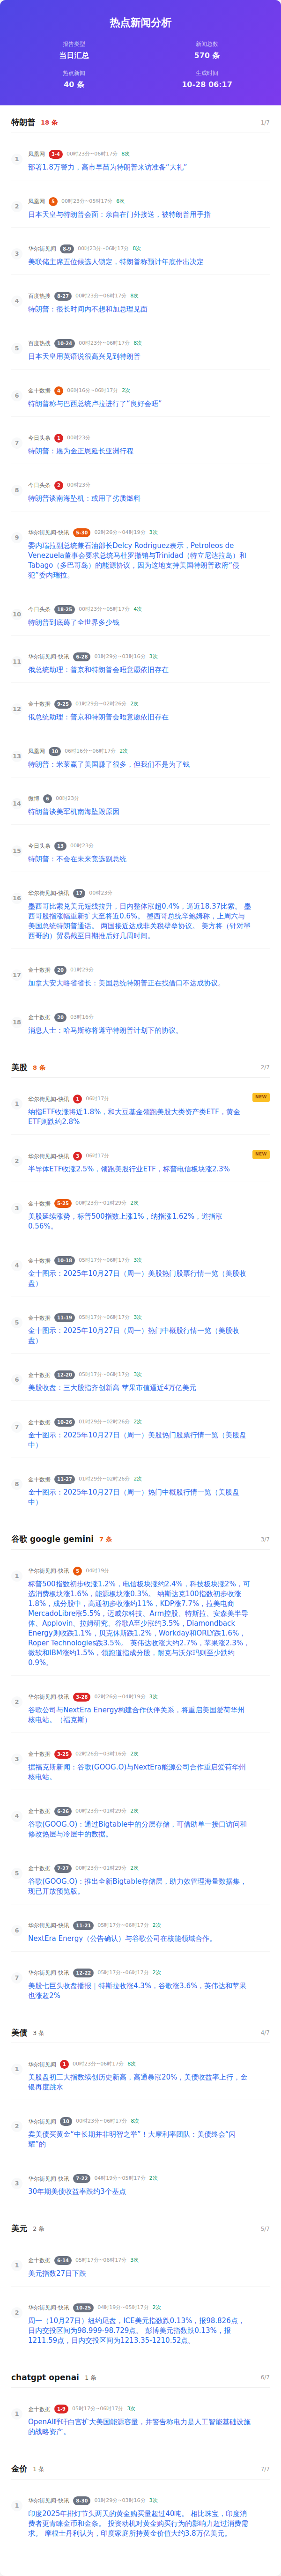 热点新闻分析
报告类型
当日汇总
新闻总数
570 条
热点新闻
40 条
生成时间
10-28 06:17
特朗普 18 条 1/7
1
凤凰网 3-4 00时23分~06时17分 8次
部署1.8万警力，高市早苗为特朗普来访准备“大礼”
2
凤凰网 5 00时23分~05时17分 6次
日本天皇与特朗普会面：亲自在门外接送，被特朗普用手指
3
华尔街见闻 8-9 00时23分~06时17分 8次
美联储主席五位候选人锁定，特朗普称预计年底作出决定
4
百度热搜 8-27 00时23分~06时17分 8次
特朗普：很长时间内不想和加总理见面
5
百度热搜 10-24 00时23分~06时17分 8次
日本天皇用英语说很高兴见到特朗普
6
金十数据 4 06时16分~06时17分 2次
特朗普称与巴西总统卢拉进行了“良好会晤”
7
今日头条 1 00时23分
特朗普：愿为金正恩延长亚洲行程
8
今日头条 2 00时23分
特朗普谈南海坠机：或用了劣质燃料
9
华尔街见闻-快讯 5-30 02时26分~04时19分 3次
委内瑞拉副总统兼石油部长Delcy Rodriguez表示，Petroleos de
Venezuela董事会要求总统马杜罗撤销与Trinidad（特立尼达拉岛）和
Tobago（多巴哥岛）的能源协议，因为这地支持美国特朗普政府“侵
犯”委内瑞拉。
10
今日头条 18-25 00时23分~05时17分 4次
特朗普到底薅了全世界多少钱
11
华尔街见闻-快讯 6-28 01时29分~03时16分 3次
俄总统助理：普京和特朗普会晤意愿依旧存在
12
金十数据 9-25 01时29分~02时26分 2次
俄总统助理：普京和特朗普会晤意愿依旧存在
13
凤凰网 10 06时16分~06时17分 2次
特朗普：米莱赢了美国赚了很多，但我们不是为了钱
14
微博 6 00时23分
特朗普谈美军机南海坠毁原因
15
今日头条 13 00时23分
特朗普：不会在未来竞选副总统
16
华尔街见闻-快讯 17 00时23分
墨西哥比索兑美元短线拉升，日内整体涨超0.4%，逼近18.37比索。 墨
西哥股指涨幅重新扩大至将近0.6%。 墨西哥总统辛鲍姆称，上周六与
美国总统特朗普通话。 两国接近达成非关税壁垒协议。 美方将（针对墨
西哥的）贸易截至日期推后好几周时间。
17
金十数据 20 01时29分
加拿大安大略省省长：美国总统特朗普正在找借口不达成协议。
18
金十数据 20 03时16分
消息人士：哈马斯称将遵守特朗普计划下的协议。
美股 8 条 2/7
1
华尔街见闻-快讯 1 06时17分 NEW
纳指ETF收涨将近1.8%，和大豆基金领跑美股大类资产类ETF，黄金
ETF则跌约2.8%
2
华尔街见闻-快讯 3 06时17分 NEW
半导体ETF收涨2.5%，领跑美股行业ETF，标普电信板块涨2.3%
3
金十数据 5-25 00时23分~01时29分 2次
美股延续涨势，标普500指数上涨1%，纳指涨1.62%，道指涨
0.56%。
4
金十数据 10-18 05时17分~06时17分 3次
金十图示：2025年10月27日（周一）美股热门股票行情一览（美股收
盘）
5
金十数据 11-19 05时17分~06时17分 3次
金十图示：2025年10月27日（周一）热门中概股行情一览（美股收
盘）
6
金十数据 12-20 05时17分~06时17分 3次
美股收盘：三大股指齐创新高 苹果市值逼近4万亿美元
7
金十数据 10-26 01时29分~02时26分 2次
金十图示：2025年10月27日（周一）美股热门股票行情一览（美股盘
中）
8
金十数据 11-27 01时29分~02时26分 2次
金十图示：2025年10月27日（周一）热门中概股行情一览（美股盘
中）
谷歌 google gemini 7 条 3/7
1
华尔街见闻-快讯 5 04时19分
标普500指数初步收涨1.2%，电信板块涨约2.4%，科技板块涨2%，可
选消费板块涨1.6%，能源板块涨0.3%。 纳斯达克100指数初步收涨
1.8%，成分股中，高通初步收涨约11%，KDP涨7.7%，拉美电商
MercadoLibre涨5.5%，迈威尔科技、Arm控股、特斯拉、安森美半导
体、Applovin、拉姆研究、谷歌A至少涨约3.5%，Diamondback
Energy则收跌1.1%，贝克休斯跌1.2%，Workday和ORLY跌1.6%，
Roper Technologies跌3.5%。 英伟达收涨大约2.7%，苹果涨2.3%，
微软和IBM涨约1.5%，领跑道指成分股，耐克与沃尔玛则至少跌约
0.9%。
2
华尔街见闻-快讯 3-28 02时26分~04时19分 3次
谷歌公司与NextEra Energy构建合作伙伴关系，将重启美国爱荷华州
核电站。（福克斯）
3
金十数据 3-25 02时26分~03时16分 2次
据福克斯新闻：谷歌(GOOG.O)与NextEra能源公司合作重启爱荷华州
核电站。
4
金十数据 6-26 00时23分~01时29分 2次
谷歌(GOOG.O)：通过Bigtable中的分层存储，可借助单一接口访问和
修改热层与冷层中的数据。
5
金十数据 7-27 00时23分~01时29分 2次
谷歌(GOOG.O)：推出全新Bigtable存储层，助力效管理海量数据集，
现已开放预览版。
6
华尔街见闻-快讯 11-21 05时17分~06时17分 2次
NextEra Energy（公告确认）与谷歌公司在核能领域合作。
7
华尔街见闻-快讯 12-22 05时17分~06时17分 2次
美股七巨头收盘播报｜特斯拉收涨4.3%，谷歌涨3.6%，英伟达和苹果
也涨超2%
美债 3 条 4/7
1
华尔街见闻 1 00时23分~06时17分 8次
美股盘初三大指数续创历史新高，高通暴涨20%，美债收益率上行，金
银再度跳水
2
华尔街见闻 10 00时23分~06时17分 8次
卖美债买黄金“中长期并非明智之举”！大摩利率团队：美债终会“闪
耀”的
3
华尔街见闻-快讯 7-22 04时19分~05时17分 2次
30年期美债收益率跌约3个基点
美元 2 条 5/7
1
金十数据 6-14 05时17分~06时17分 3次
美元指数27日下跌
2
华尔街见闻-快讯 10-25 04时19分~05时17分 2次
周一（10月27日）纽约尾盘，ICE美元指数跌0.13%，报98.826点，
日内交投区间为98.999-98.729点。 彭博美元指数跌0.13%，报
1211.59点，日内交投区间为1213.35-1210.52点。
chatgpt openai 1 条 6/7
1
金十数据 1-9 05时17分~06时17分 3次
OpenAI呼吁白宫扩大美国能源容量，并警告称电力是人工智能基础设施
的战略资产。
金价 1 条 7/7
1
华尔街见闻-快讯 8-30 01时29分~03时16分 3次
印度2025年排灯节头两天的黄金购买量超过40吨。 相比珠宝，印度消
费者更青睐金币和金条。 投资动机对黄金购买行为的影响力超过消费需
求。 摩根士丹利认为，印度家庭所持黄金价值大约3.8万亿美元。